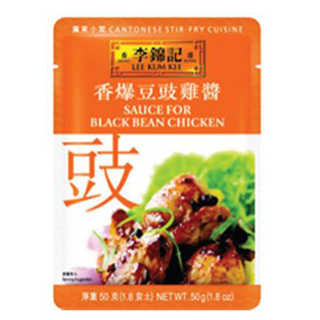 廣東小菜 CANTONESE STIR-FRY CUISINE
李錦記
LEE KUM KEE
香爆豆豉雞醬
SAUCE FOR
BLACK BEAN CHICKEN
豉
淨重 50 克 (1.8 安士) NET WT. 50g (1.8 oz)